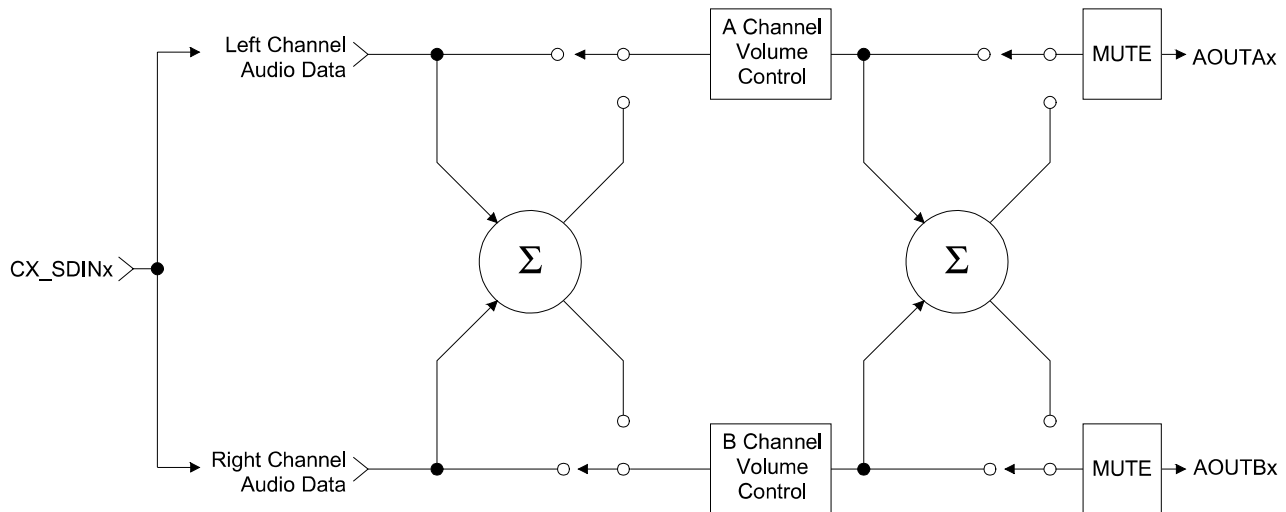 Left Channel
Audio Data
A Channel
Volume
Control
MUTE
AOUTAx
Σ
Σ
CX_SDINx
Right Channel
Audio Data
B Channel
Volume
Control
MUTE
AOUTBx